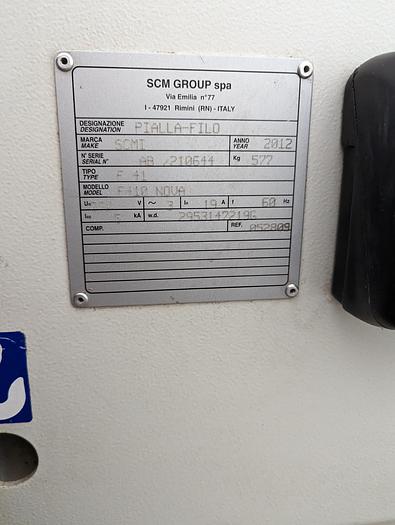 SCM GROUP spa
Via Emilia n°77
I - 47921 Rimini (RN) - ITALY
DESIGNAZIONE DESIGNATION PIALLA-FILO
MARCA MAKE SCMI ANNO YEAR 2012
N° SERIE SERIAL N° AB /210644 Kg 577
TIPO TYPE F 41
MODELLO MODEL F410 NOVA
V ~ 3 19 A f 60 Hz
5 kA w.d. 29531472196
COMP. REF. 052809